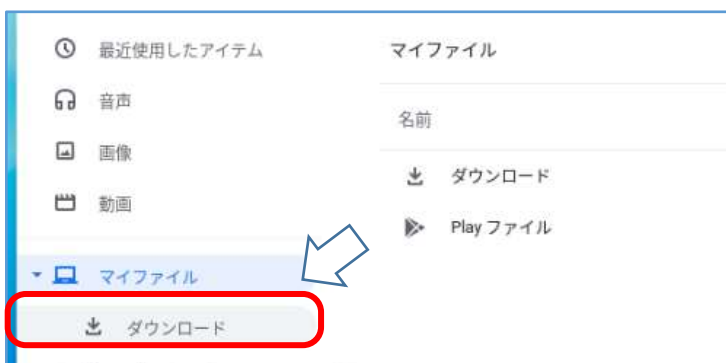 最近使用したアイテム
音声
画像
動画
マイファイル
ダウンロード
マイファイル
名前
ダウンロード
Play ファイル